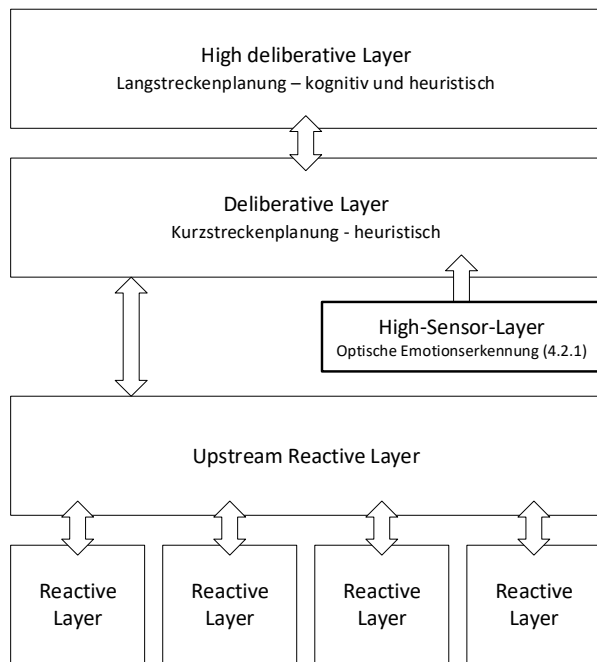 High deliberative Layer
Langstreckenplanung – kognitiv und heuristisch
Deliberative Layer
Kurzstreckenplanung - heuristisch
High-Sensor-Layer
Optische Emotionserkennung (4.2.1)
Upstream Reactive Layer
Reactive
Layer
Reactive
Layer
Reactive
Layer
Reactive
Layer